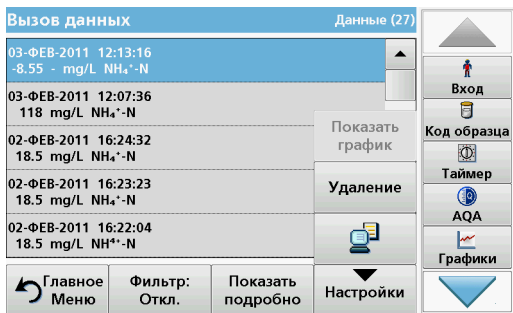 Вызов данных
Данные (27)
03-ФЕВ-2011 12:13:16
-8.55 - mg/L NH₄⁺-N
03-ФЕВ-2011 12:07:36
118 mg/L NH₄⁺-N
02-ФЕВ-2011 16:24:32
18.5 mg/L NH₄⁺-N
02-ФЕВ-2011 16:23:23
18.5 mg/L NH₄⁺-N
02-ФЕВ-2011 16:22:04
18.5 mg/L NH⁴⁺-N
Показать
график
Удаление
Настройки
Главное
Меню
Фильтр:
Откл.
Показать
подробно
Вход
Код образца
Таймер
AQA
Графики